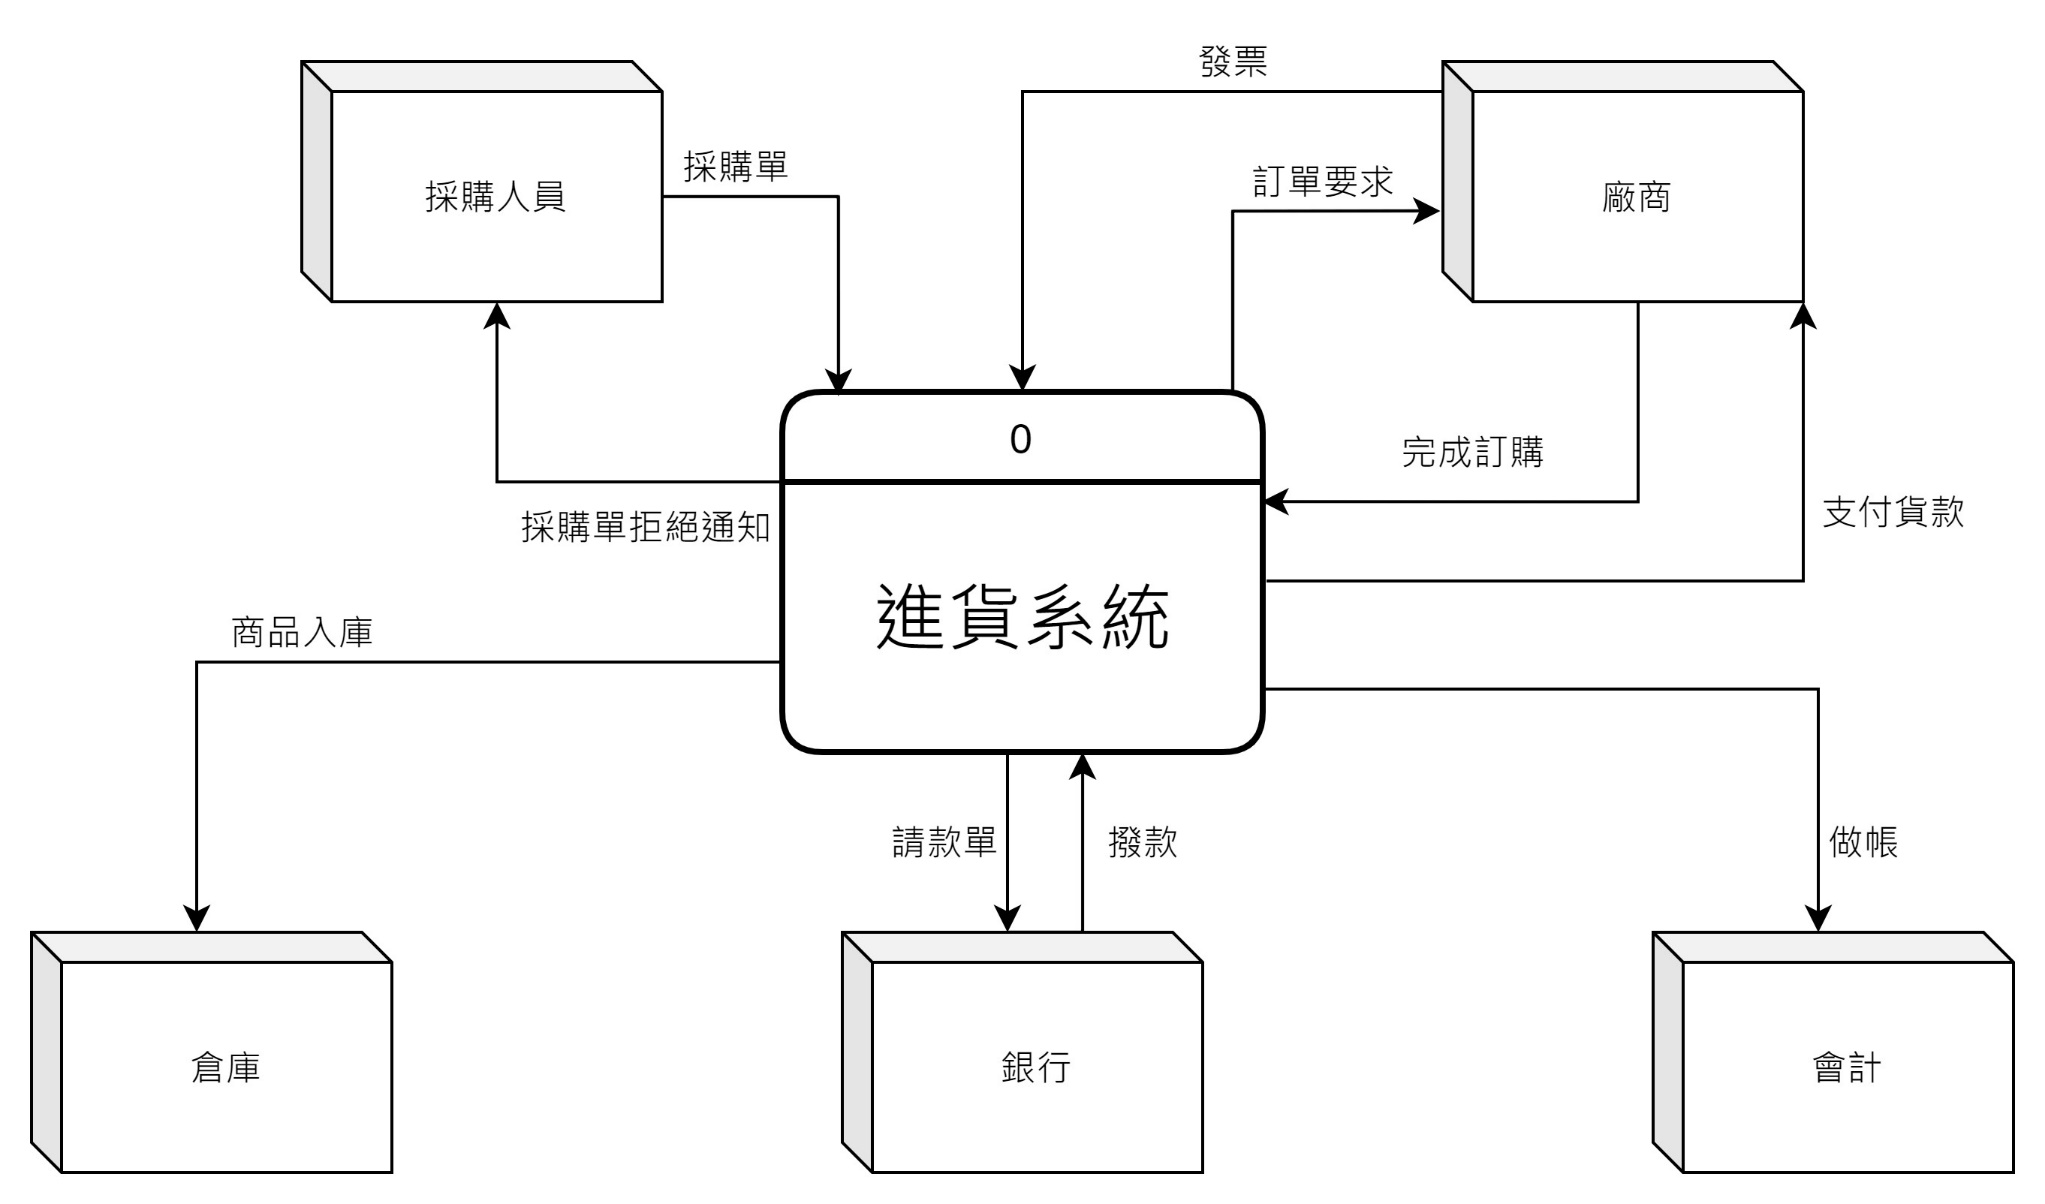 發票
採購單
訂單要求
採購人員
廠商
0
完成訂購
採購單拒絕通知
支付貨款
進貨系統
商品入庫
請款單
撥款
做帳
倉庫
銀行
會計